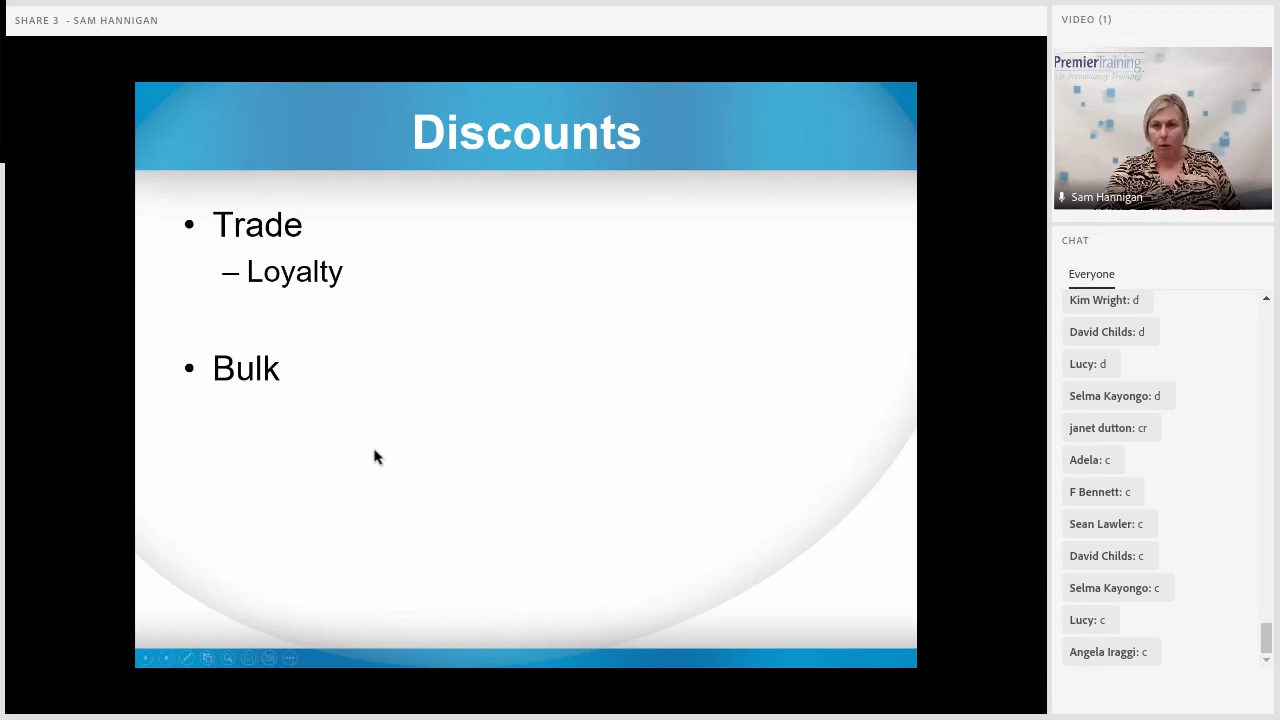 SHARE 3 - SAM HANNIGAN
Discounts
• Trade
– Loyalty
• Bulk
VIDEO (1)
PremierTraining
Sam Hannigan
CHAT
Everyone
Kim Wright: d
David Childs: d
Lucy: d
Selma Kayongo: d
janet dutton: cr
Adela: c
F Bennett: c
Sean Lawler: c
David Childs: c
Selma Kayongo: c
Lucy: c
Angela Iraggi: c